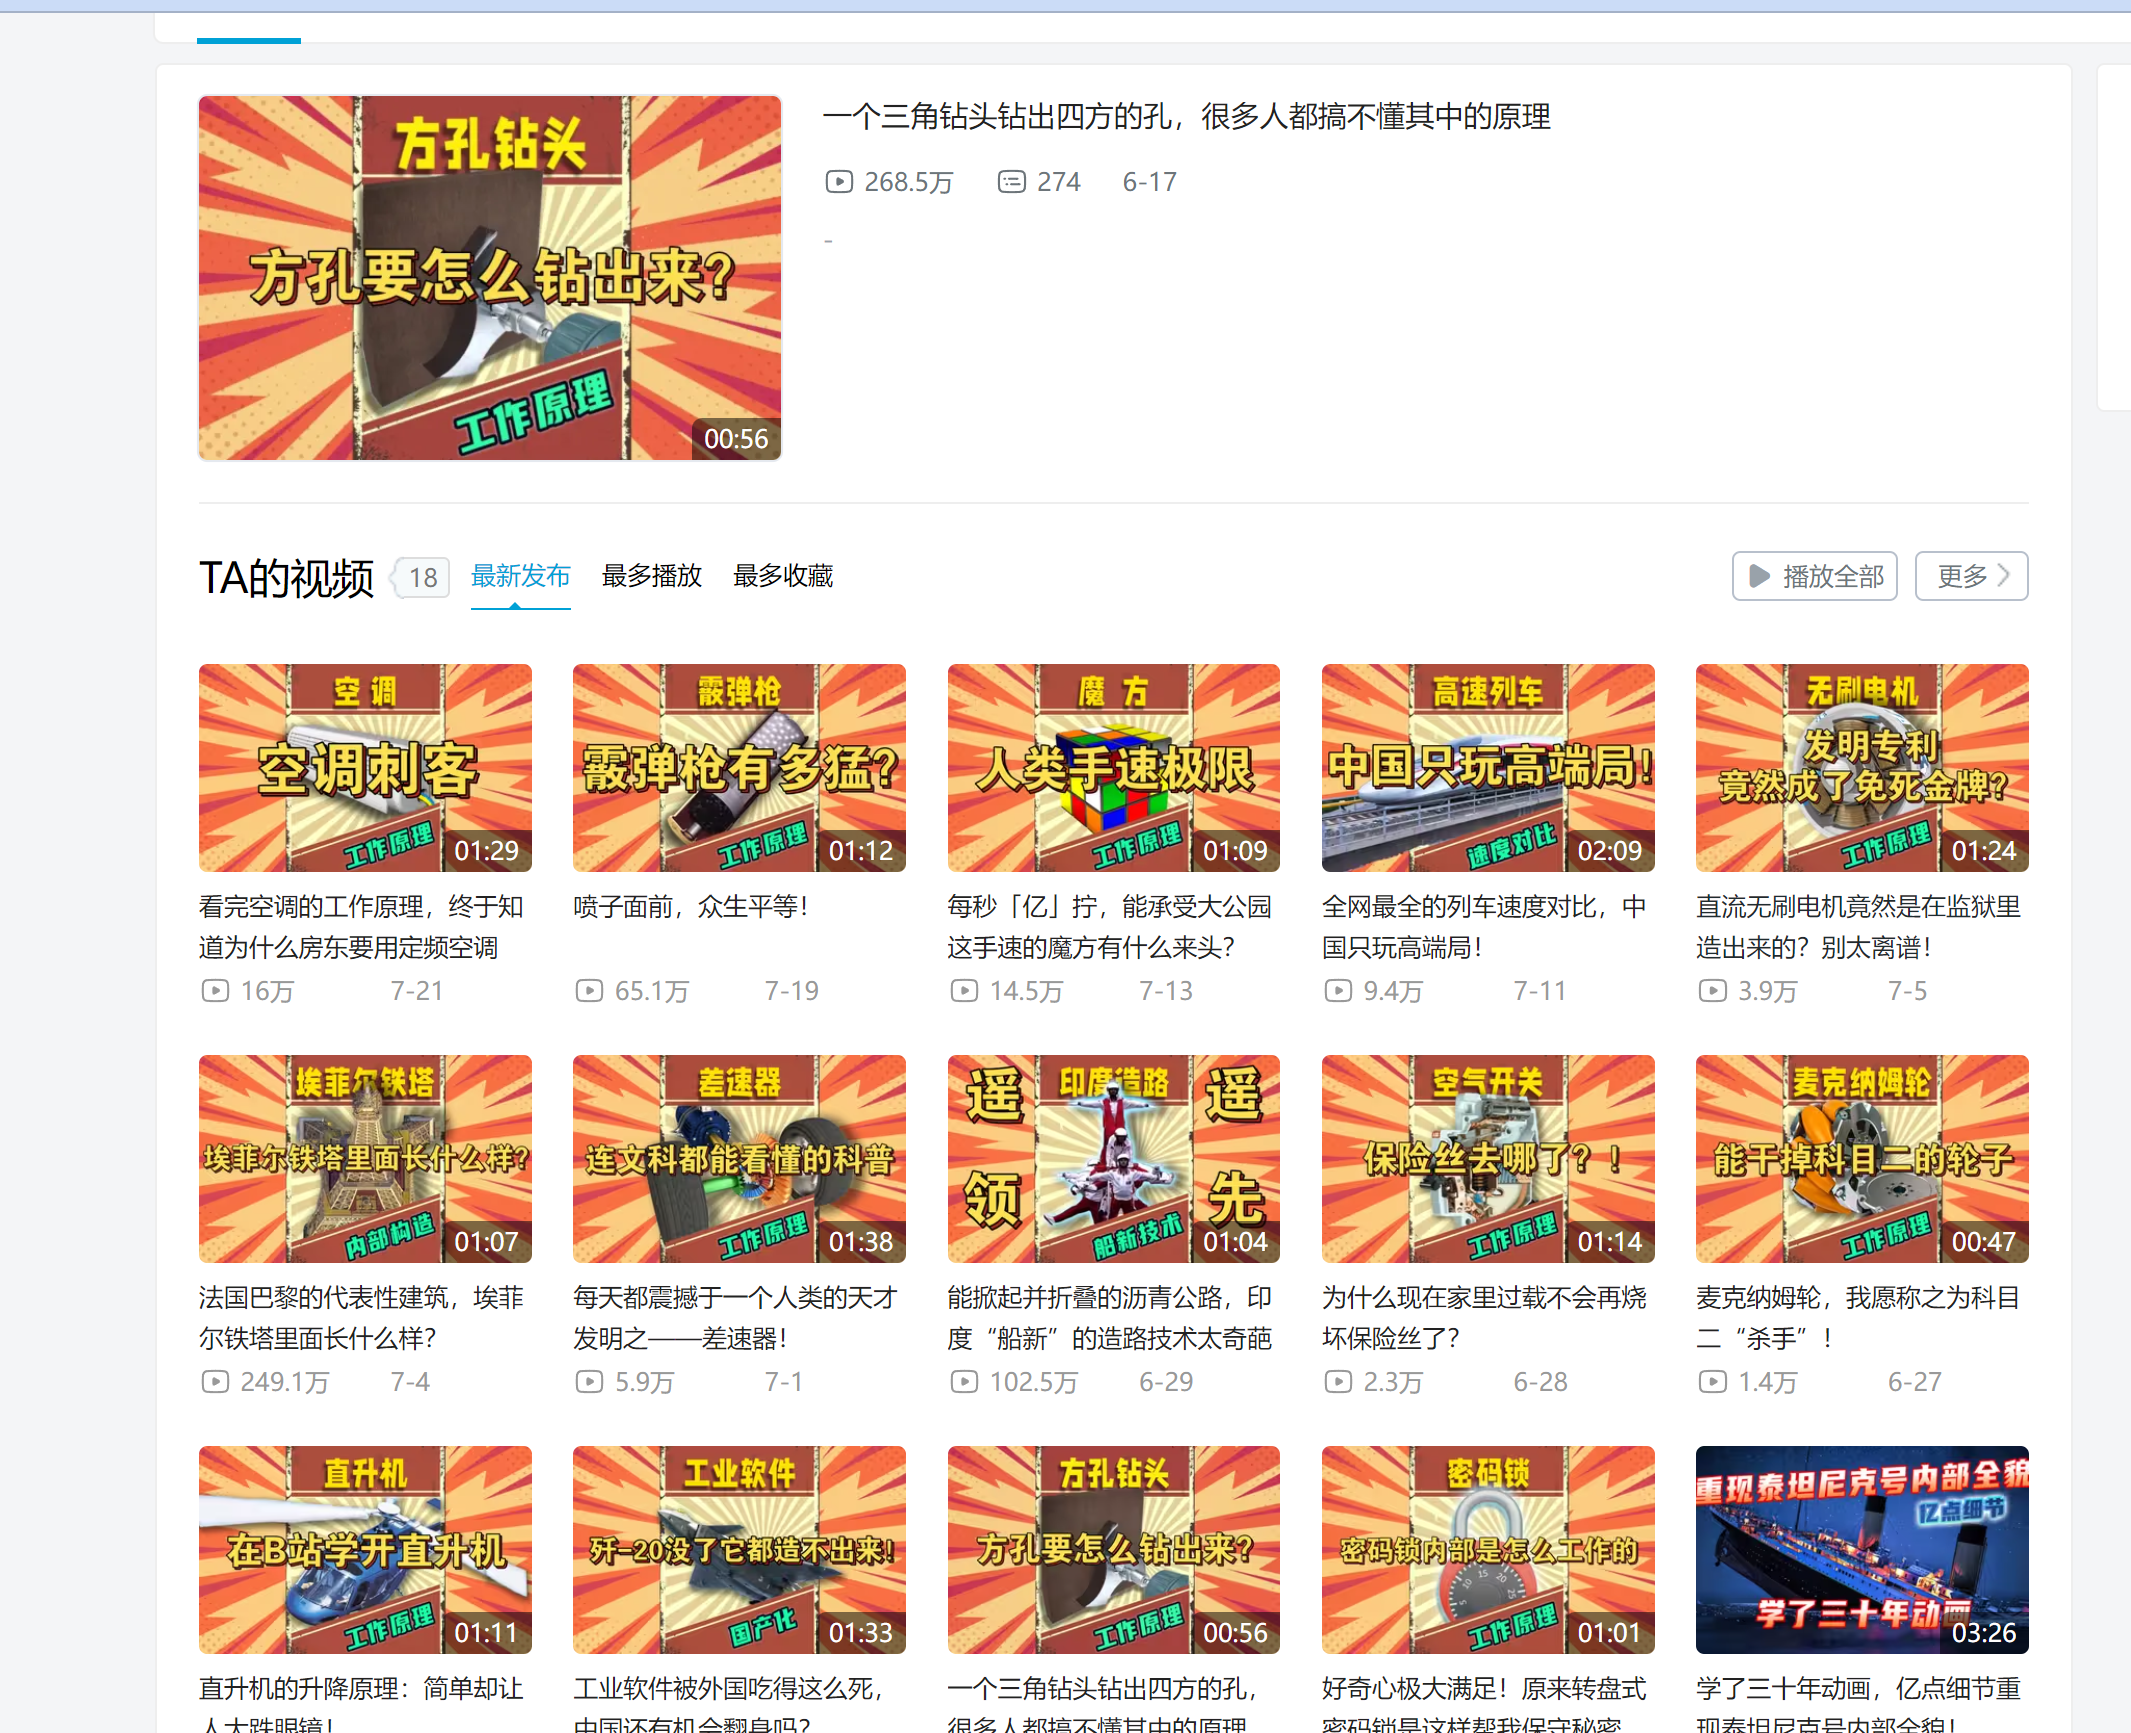 方孔钻头
方孔要怎么钻出来?
工作原理
00:56
一个三角钻头钻出四方的孔，很多人都搞不懂其中的原理
268.5万 274 6-17
-
TA的视频 18 最新发布 最多播放 最多收藏 播放全部 更多
空调
空调刺客
工作原理
01:29
霰弹枪
霰弹枪有多猛?
工作原理
01:12
魔方
人类手速极限
工作原理
01:09
高速列车
中国只玩高端局!
速度对比
02:09
无刷电机
发明专利
竟然成了免死金牌?
工作原理
01:24
看完空调的工作原理，终于知
道为什么房东要用定频空调
16万 7-21
喷子面前，众生平等！
65.1万 7-19
每秒「亿」拧，能承受大公园
这手速的魔方有什么来头？
14.5万 7-13
全网最全的列车速度对比，中
国只玩高端局！
9.4万 7-11
直流无刷电机竟然是在监狱里
造出来的？别太离谱！
3.9万 7-5
埃菲尔铁塔
埃菲尔铁塔里面长什么样?
内部构造
01:07
差速器
连文科都能看懂的科普
工作原理
01:38
印度造路
遥遥
领先
船新技术
01:04
空气开关
保险丝去哪了？！
工作原理
01:14
麦克纳姆轮
能干掉科目二的轮子
工作原理
00:47
法国巴黎的代表性建筑，埃菲
尔铁塔里面长什么样？
249.1万 7-4
每天都震撼于一个人类的天才
发明之——差速器！
5.9万 7-1
能掀起并折叠的沥青公路，印
度“船新”的造路技术太奇葩
102.5万 6-29
为什么现在家里过载不会再烧
坏保险丝了？
2.3万 6-28
麦克纳姆轮，我愿称之为科目
二“杀手”！
1.4万 6-27
直升机
在B站学开直升机
工作原理
01:11
工业软件
歼-20没了它都造不出来!
国产化
01:33
方孔钻头
方孔要怎么钻出来?
工作原理
00:56
密码锁
密码锁内部是怎么工作的
工作原理
01:01
重现泰坦尼克号内部全貌
亿点细节
学了三十年动画
03:26
直升机的升降原理：简单却让
人大跌眼镜！
工业软件被外国吃得这么死，
中国还有机会翻身吗？
一个三角钻头钻出四方的孔，
很多人都搞不懂其中的原理
好奇心极大满足！原来转盘式
密码锁是这样帮我保守秘密
学了三十年动画，亿点细节重
现泰坦尼克号内部全貌！